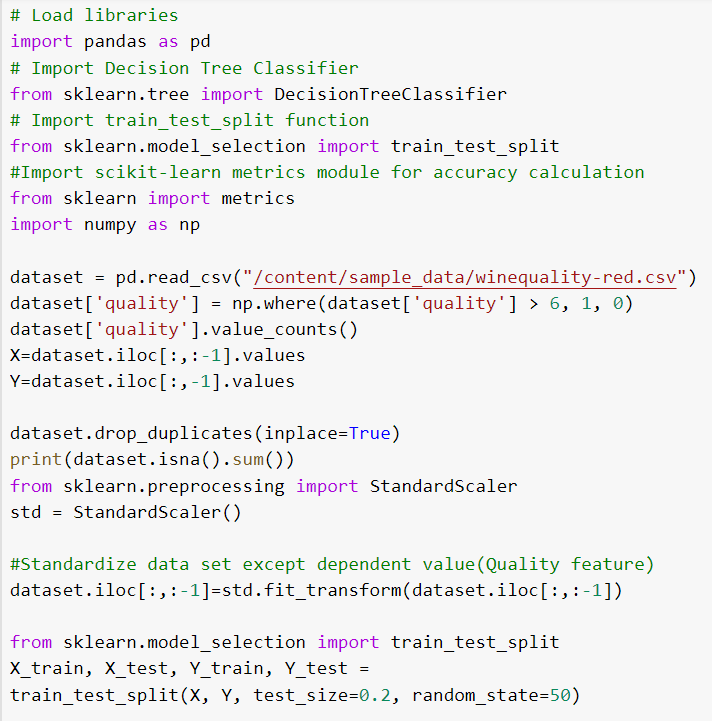 # Load libraries
import pandas as pd
# Import Decision Tree Classifier
from sklearn.tree import DecisionTreeClassifier
# Import train_test_split function
from sklearn.model_selection import train_test_split
#Import scikit-learn metrics module for accuracy calculation
from sklearn import metrics
import numpy as np

dataset = pd.read_csv("/content/sample_data/winequality-red.csv")
dataset['quality'] = np.where(dataset['quality'] > 6, 1, 0)
dataset['quality'].value_counts()
X=dataset.iloc[:,:-1].values
Y=dataset.iloc[:,-1].values

dataset.drop_duplicates(inplace=True)
print(dataset.isna().sum())
from sklearn.preprocessing import StandardScaler
std = StandardScaler()

#Standardize data set except dependent value(Quality feature)
dataset.iloc[:,:-1]=std.fit_transform(dataset.iloc[:,:-1])

from sklearn.model_selection import train_test_split
X_train, X_test, Y_train, Y_test =
train_test_split(X, Y, test_size=0.2, random_state=50)